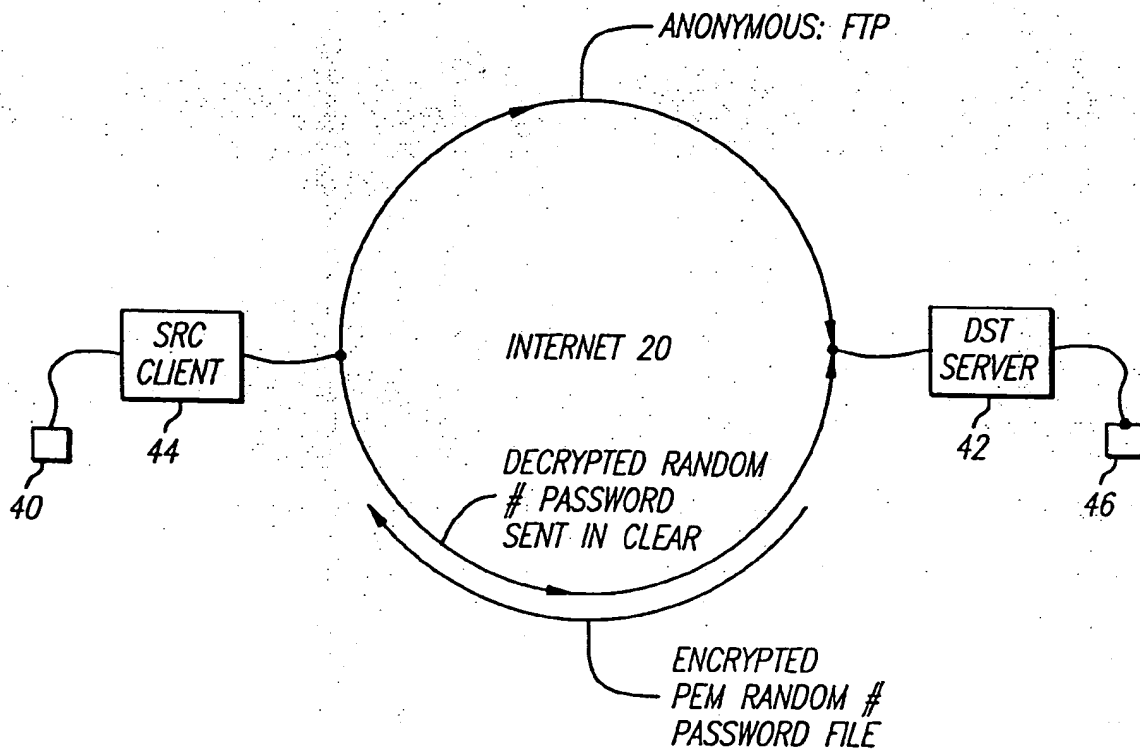 ANONYMOUS: FTP
SRC
CLIENT
44
40
INTERNET 20
DST
SERVER
42
46
DECRYPTED RANDOM
# PASSWORD
SENT IN CLEAR
ENCRYPTED
PEM RANDOM #
PASSWORD FILE